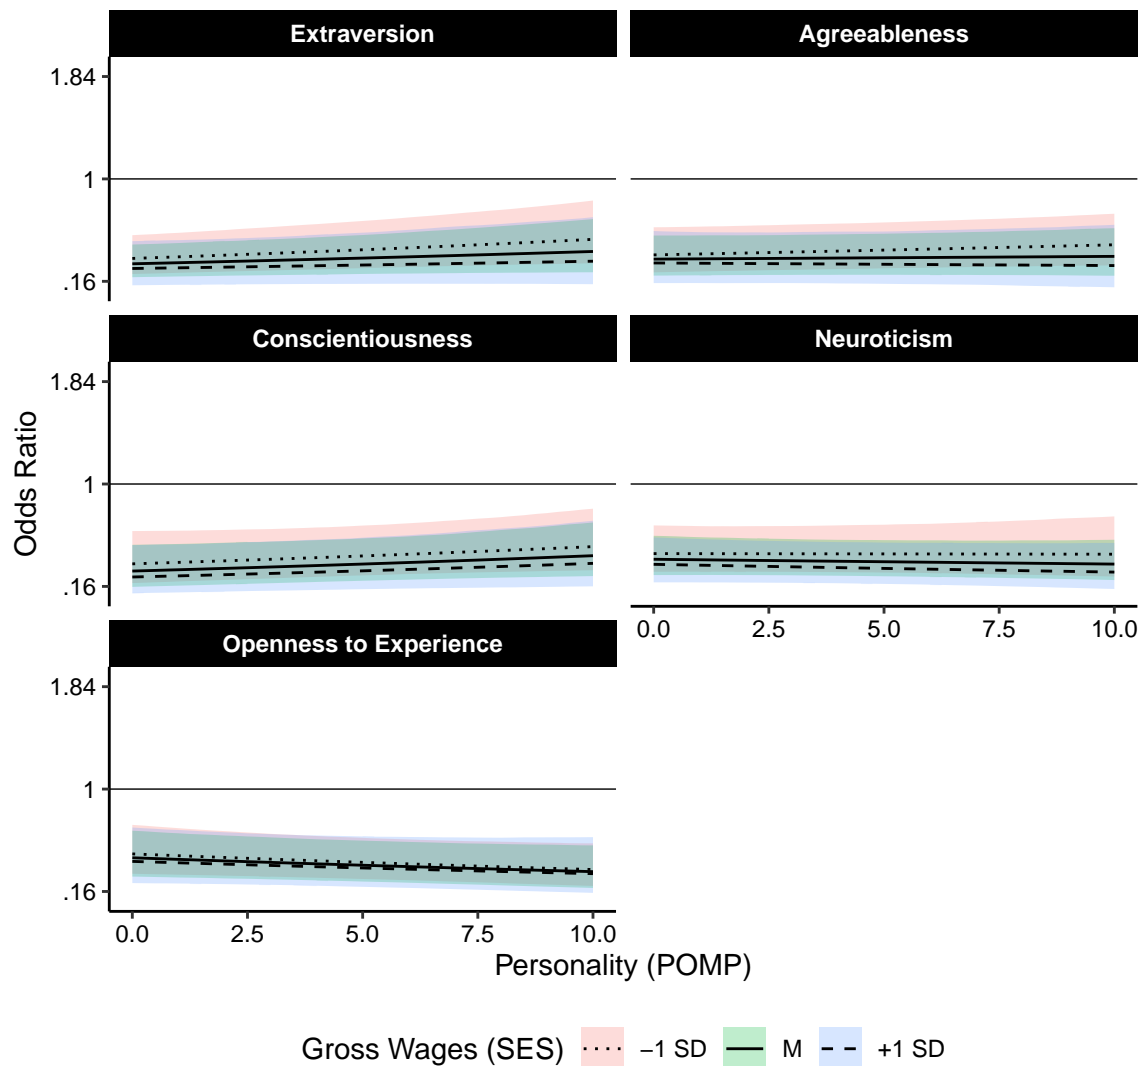 Extraversion
Agreeableness
1.84
1
.16
Conscientiousness
Neuroticism
1.84
1
.16
0.0 2.5 5.0 7.5 10.0
Openness to Experience
1.84
1
.16
0.0 2.5 5.0 7.5 10.0
Odds Ratio
Personality (POMP)
Gross Wages (SES) −1 SD M +1 SD